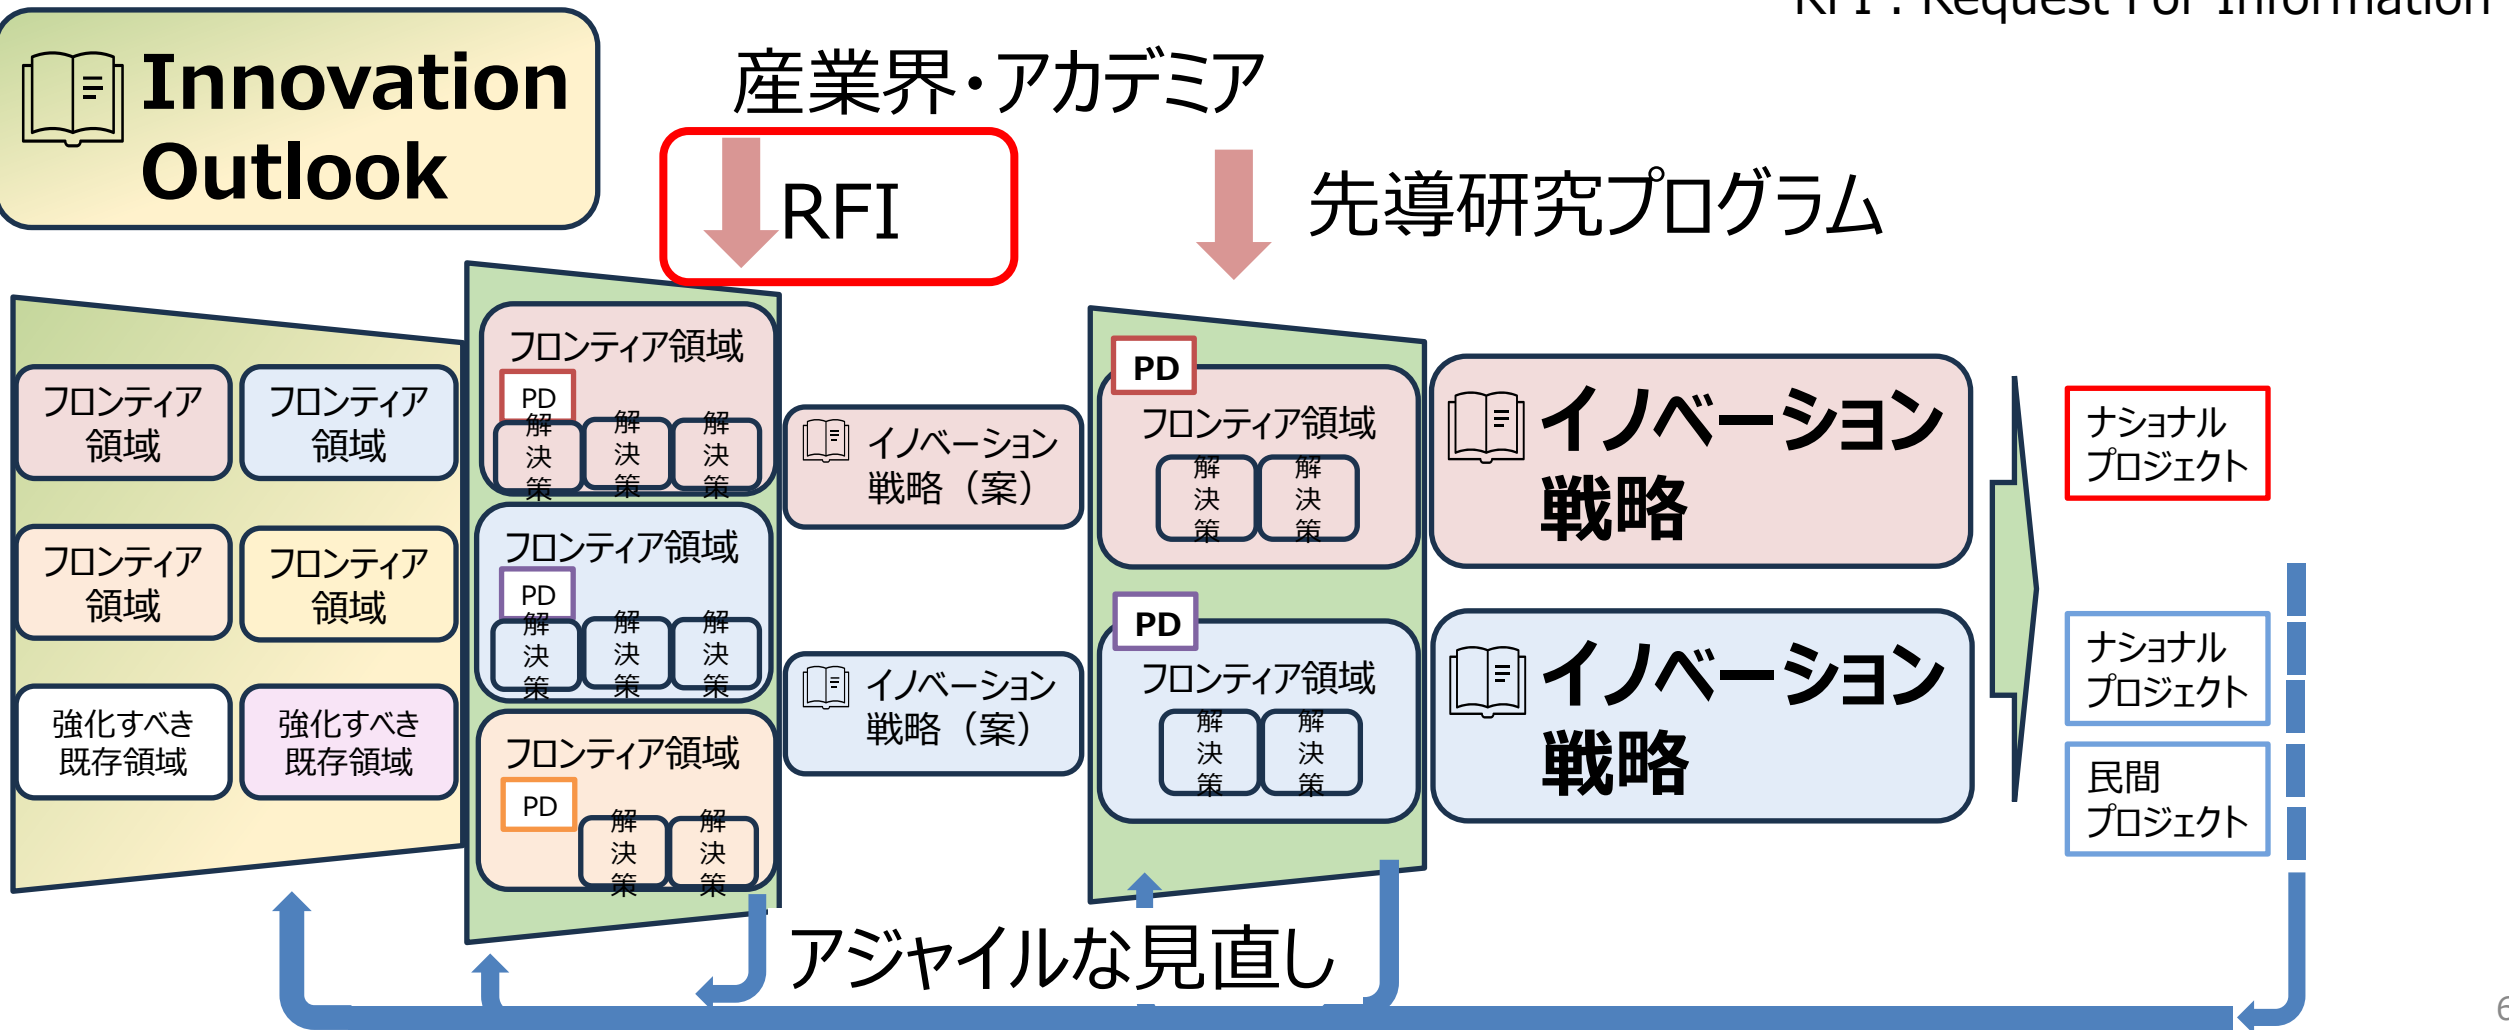 RFI : Request For Information
Innovation
Outlook
産業界・アカデミア
RFI
先導研究プログラム
フロンティア
領域
フロンティア
領域
フロンティア
領域
フロンティア
領域
強化すべき
既存領域
強化すべき
既存領域
フロンティア領域
PD
解決策
解決策
解決策
フロンティア領域
PD
解決策
解決策
解決策
フロンティア領域
PD
解決策
解決策
イノベーション
戦略（案）
イノベーション
戦略（案）
PD
フロンティア領域
解決策
解決策
PD
フロンティア領域
解決策
解決策
イノベーション
戦略
イノベーション
戦略
ナショナル
プロジェクト
ナショナル
プロジェクト
民間
プロジェクト
アジャイルな見直し
6